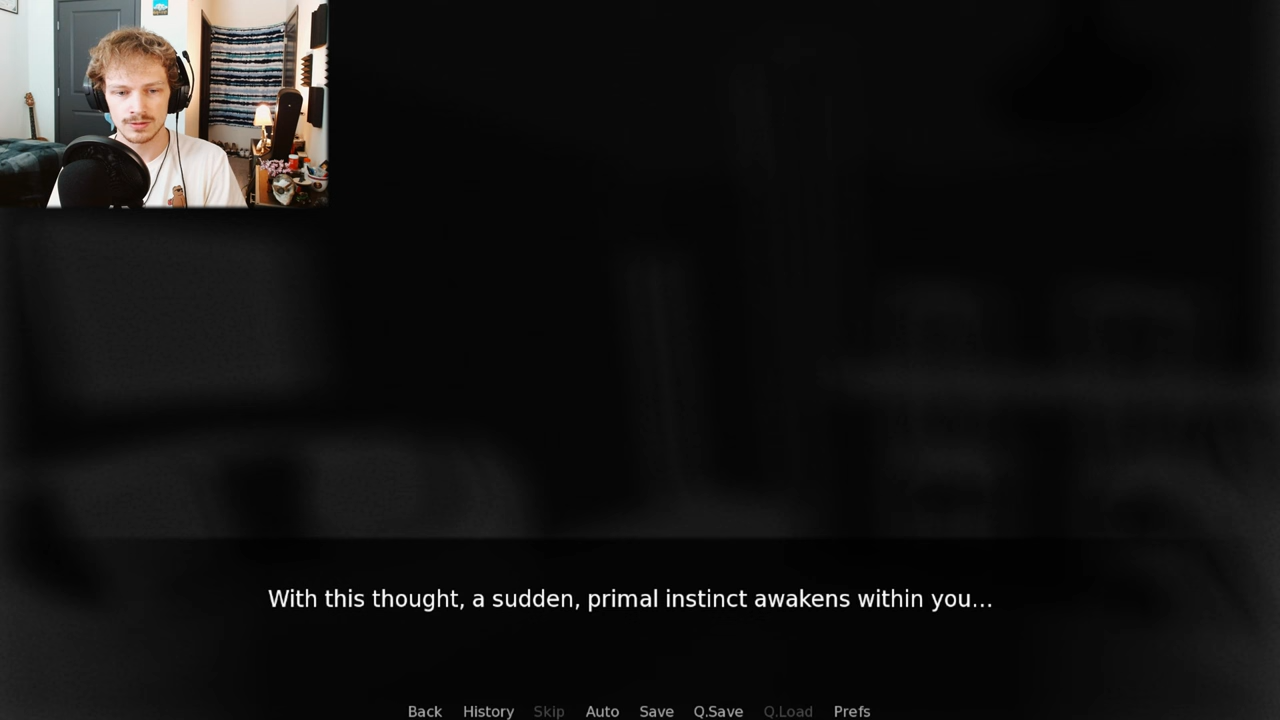 With this thought, a sudden, primal instinct awakens within you...
Back History Skip Auto Save Q.Save Q.Load Prefs